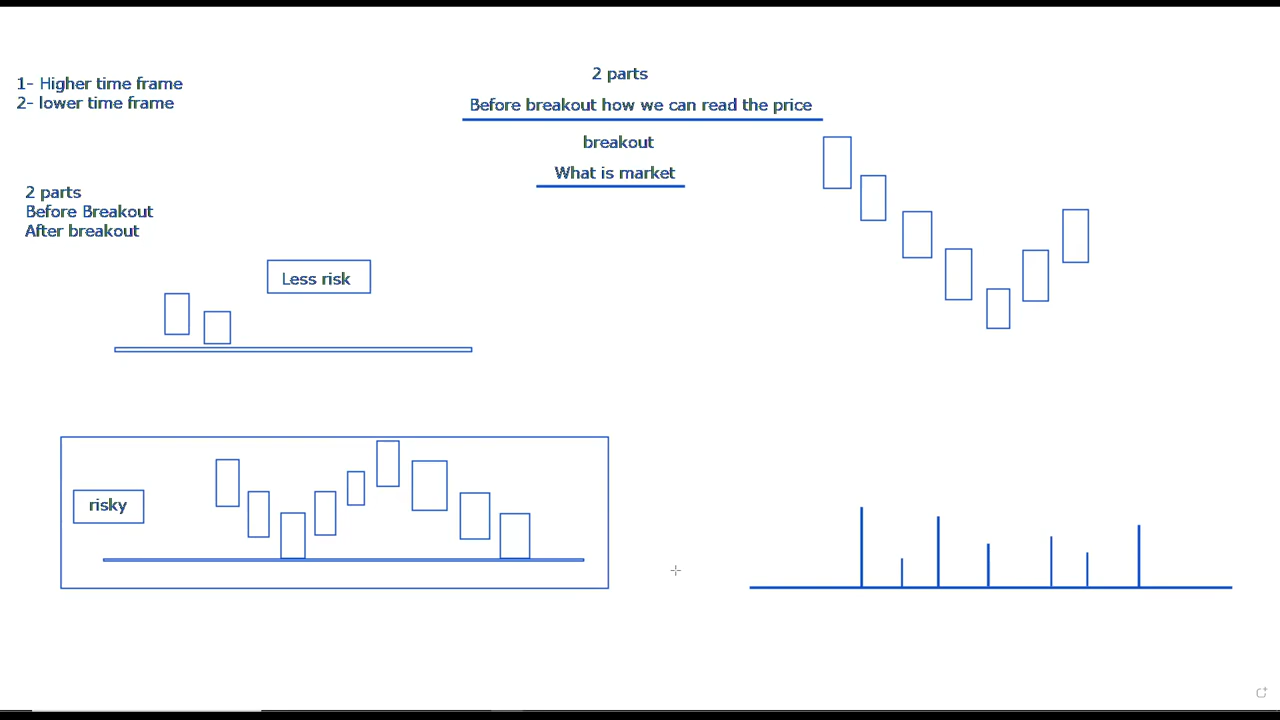 1- Higher time frame
2- lower time frame
2 parts
Before breakout how we can read the price
breakout
What is market
2 parts
Before Breakout
After breakout
Less risk
risky